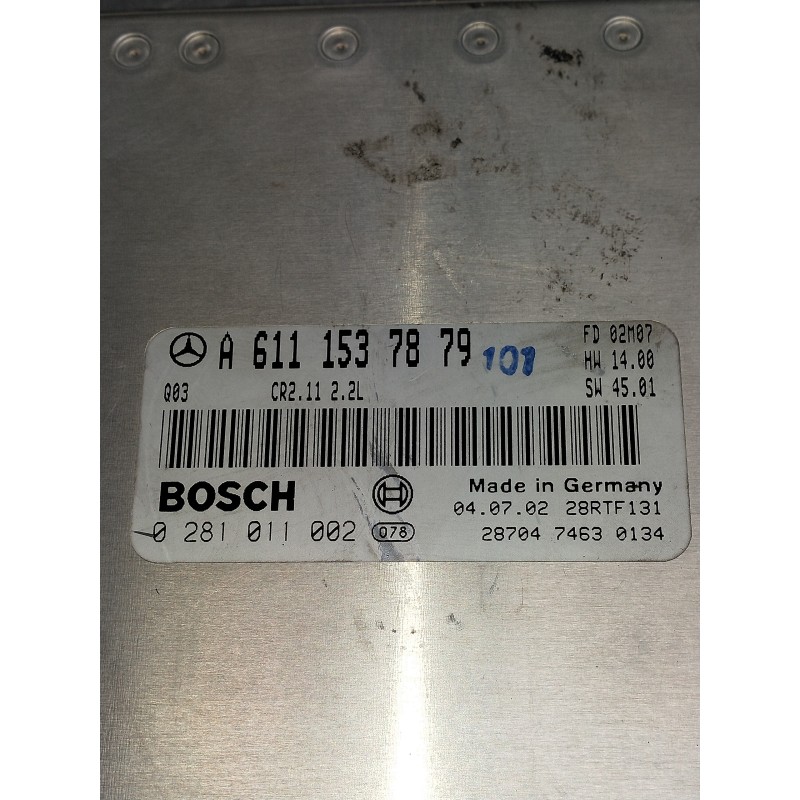 A 611 153 78 79 101 FD 02M07
HW 14.00
Q03 CR2.11 2.2L SW 45.01
BOSCH Made in Germany
04.07.02 28RTF131
0 281 011 002 078 28704 7463 0134